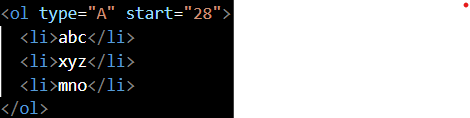 <ol type="A" start="28">
  <li>abc</li>
  <li>xyz</li>
  <li>mno</li>
</ol>